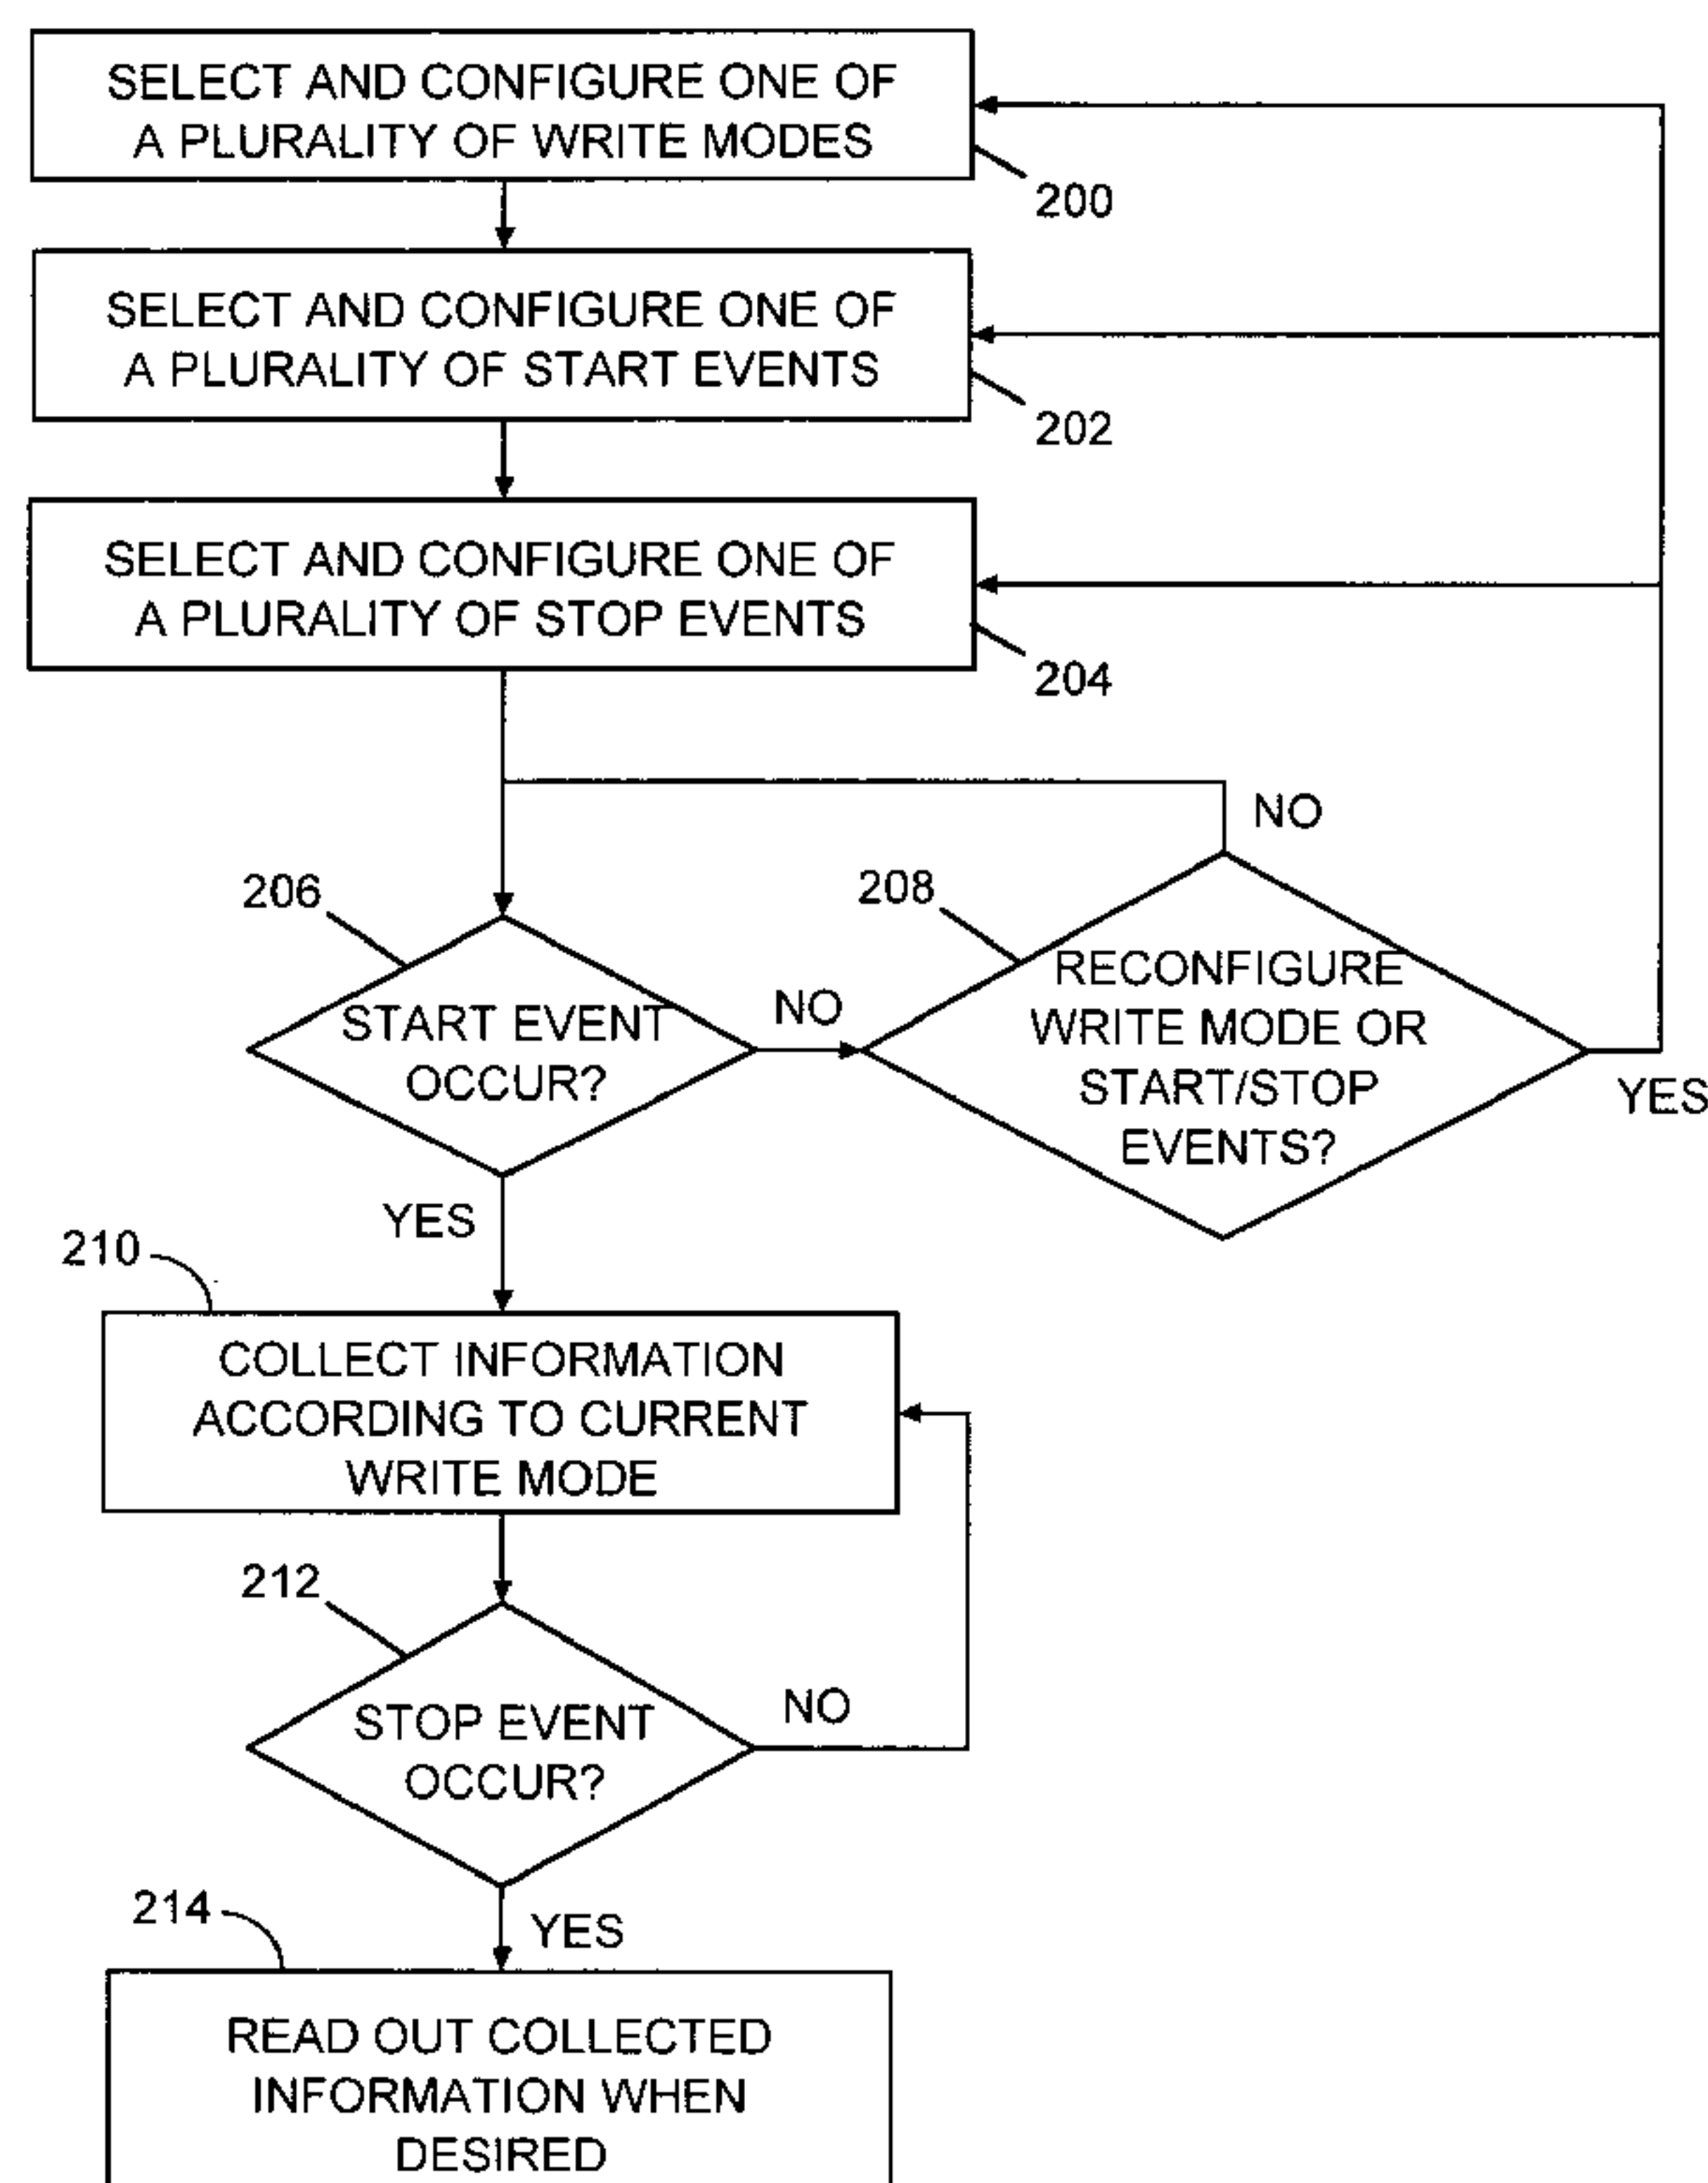 SELECT AND CONFIGURE ONE OF
A PLURALITY OF WRITE MODES
200
SELECT AND CONFIGURE ONE OF
A PLURALITY OF START EVENTS
202
SELECT AND CONFIGURE ONE OF
A PLURALITY OF STOP EVENTS
204
NO
206
208
START EVENT
OCCUR?
NO
RECONFIGURE
WRITE MODE OR
START/STOP
EVENTS?
YES
YES
210
COLLECT INFORMATION
ACCORDING TO CURRENT
WRITE MODE
212
STOP EVENT
OCCUR?
NO
214
YES
READ OUT COLLECTED
INFORMATION WHEN
DESIRED